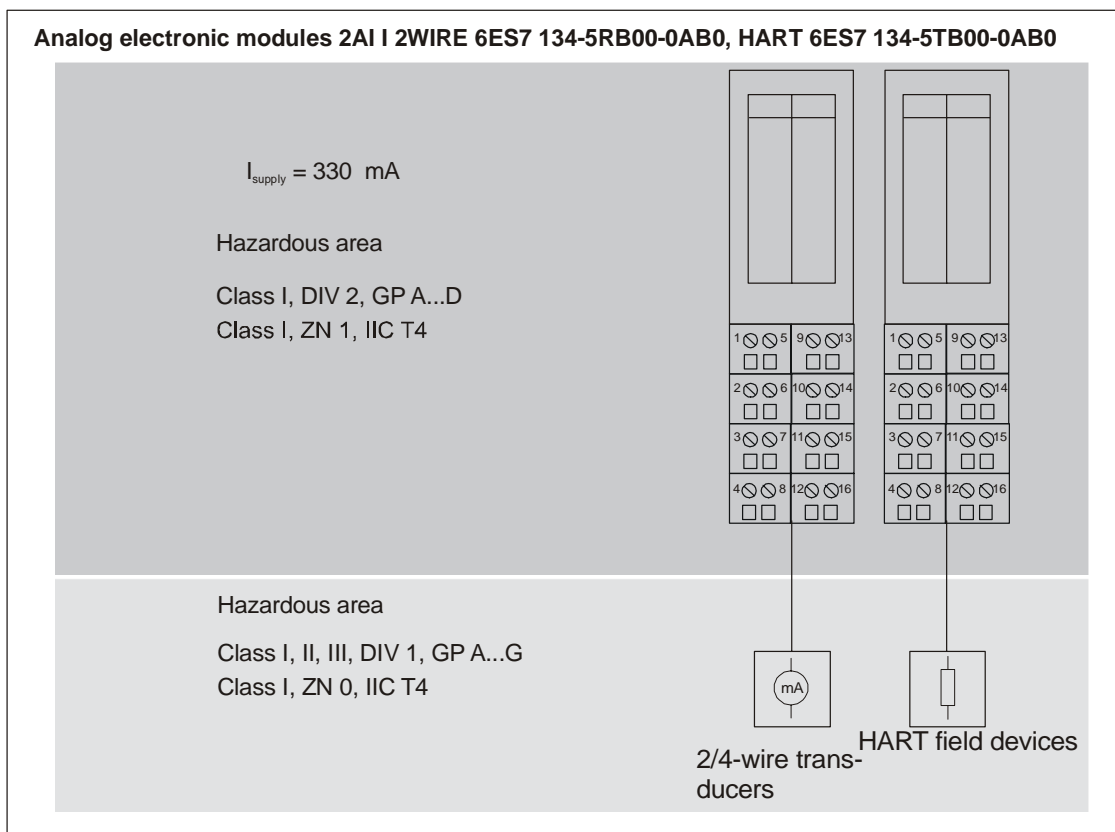 Analog electronic modules 2AI I 2WIRE 6ES7 134-5RB00-0AB0, HART 6ES7 134-5TB00-0AB0
Isupply = 330 mA
Hazardous area
Class I, DIV 2, GP A...D
Class I, ZN 1, IIC T4
1 5 9 13 1 5 9 13
2 6 10 14 2 6 10 14
3 7 11 15 3 7 11 15
4 8 12 16 4 8 12 16
Hazardous area
Class I, II, III, DIV 1, GP A...G
Class I, ZN 0, IIC T4
mA
2/4-wire trans-
ducers
HART field devices